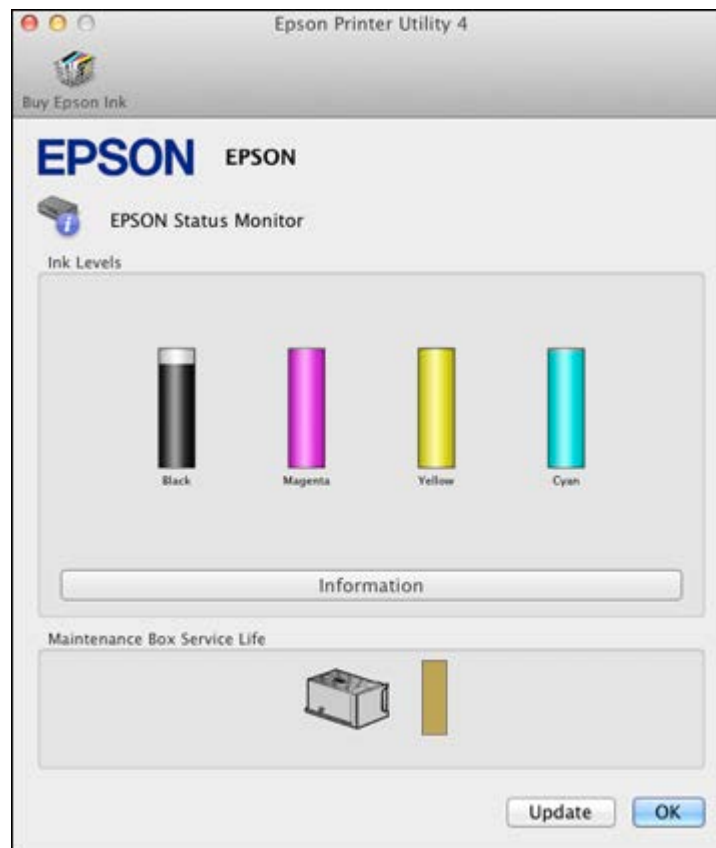 Epson Printer Utility 4
Buy Epson Ink
EPSON EPSON
EPSON Status Monitor
Ink Levels
Black Magenta Yellow Cyan
Information
Maintenance Box Service Life
Update OK